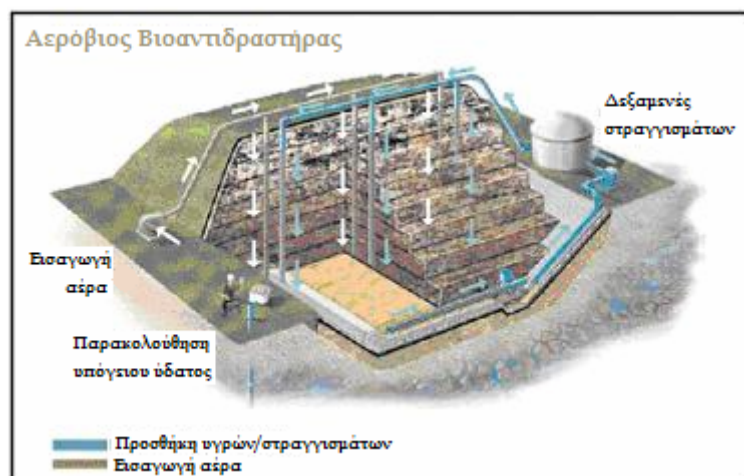 Αερόβιος Βιοαντιδραστήρας
Δεξαμενές
στραγγισμάτων
Εισαγωγή
αέρα
Παρακολούθηση
υπόγειου ύδατος
Προσθήκη υγρών/στραγγισμάτων
Εισαγωγή αέρα